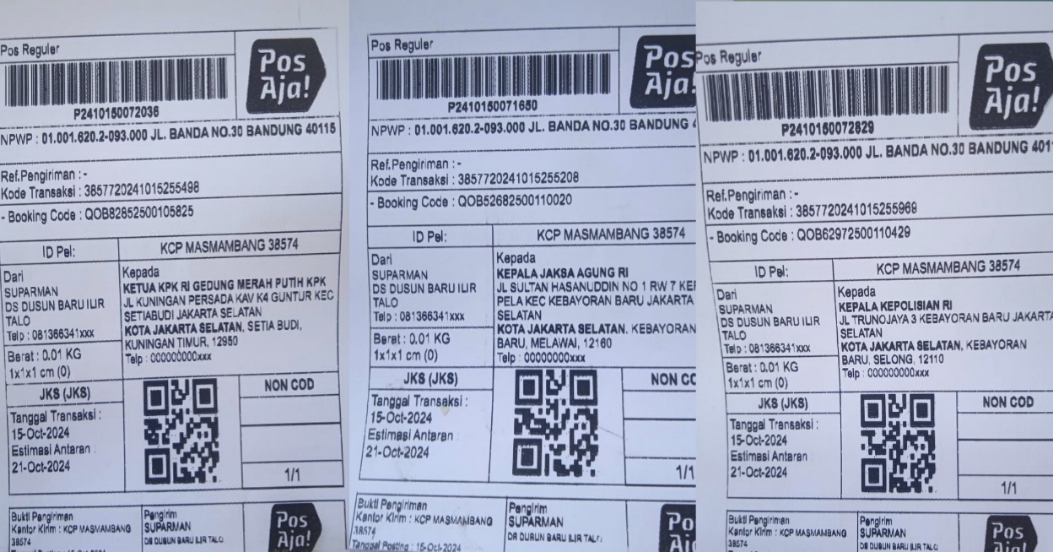 Pos Reguler
Pos Aja!
P2410150072036
NPWP : 01.001.620.2-093.000 JL. BANDA NO.30 BANDUNG 40115
Ref.Pengiriman : -
Kode Transaksi : 3857720241015255498
- Booking Code : QOB82852500105825
ID Pel:
KCP MASMAMBANG 38574
Dari
SUPARMAN
DS DUSUN BARU ILIR
TALO
Telp : 081366341xxx
Berat : 0.01 KG
1x1x1 cm (0)
Kepada
KETUA KPK RI GEDUNG MERAH PUTIH KPK
JL KUNINGAN PERSADA KAV K4 GUNTUR KEC
SETIABUDI JAKARTA SELATAN
KOTA JAKARTA SELATAN, SETIA BUDI,
KUNINGAN TIMUR, 12950
Telp : 000000000xxx
JKS (JKS)
NON COD
Tanggal Transaksi :
15-Oct-2024
Estimasi Antaran :
21-Oct-2024
1/1
Bukti Pengiriman
Kantor Kirim : KCP MASMAMBANG
38574
Pengirim
SUPARMAN
DS DUSUN BARU ILIR TALO
Pos Aja!
Pos Reguler
Pos Aja!
P2410150071650
NPWP : 01.001.620.2-093.000 JL. BANDA NO.30 BANDUNG
Ref.Pengiriman : -
Kode Transaksi : 3857720241015255208
- Booking Code : QOB52682500110020
ID Pel:
KCP MASMAMBANG 38574
Dari
SUPARMAN
DS DUSUN BARU ILIR
TALO
Telp : 081366341xxx
Berat : 0.01 KG
1x1x1 cm (0)
Kepada
KEPALA JAKSA AGUNG RI
JL SULTAN HASANUDDIN NO 1 RW 7 KE
PELA KEC KEBAYORAN BARU JAKARTA
SELATAN
KOTA JAKARTA SELATAN, KEBAYORAN
BARU, MELAWAI, 12160
Telp : 00000000xxx
JKS (JKS)
NON CO
Tanggal Transaksi :
15-Oct-2024
Estimasi Antaran :
21-Oct-2024
1/1
Bukti Pengiriman
Kantor Kirim : KCP MASMAMBANG
38574
Tanggal Posting : 15-Oct-2024
Pengirim
SUPARMAN
DS DUSUN BARU ILIR TALO
Po
Aj
Pos Reguler
Pos Aja!
P2410150072829
NPWP : 01.001.620.2-093.000 JL. BANDA NO.30 BANDUNG 4011
Ref.Pengiriman : -
Kode Transaksi : 3857720241015255969
- Booking Code : QOB62972500110429
ID Pel:
KCP MASMAMBANG 38574
Dari
SUPARMAN
DS DUSUN BARU ILIR
TALO
Telp : 081366341xxx
Berat : 0.01 KG
1x1x1 cm (0)
Kepada
KEPALA KEPOLISIAN RI
JL TRUNOJAYA 3 KEBAYORAN BARU JAKARTA
SELATAN
KOTA JAKARTA SELATAN, KEBAYORAN
BARU, SELONG, 12110
Telp : 000000000xxx
JKS (JKS)
NON COD
Tanggal Transaksi :
15-Oct-2024
Estimasi Antaran :
21-Oct-2024
1/1
Bukti Pengiriman
Kantor Kirim : KCP MASMAMBANG
38574
Pengirim
SUPARMAN
DS DUSUN BARU ILIR TALO
Pos Aja!